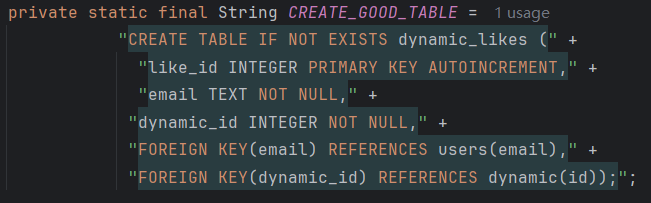 private static final String CREATE_GOOD_TABLE =  1 usage
"CREATE TABLE IF NOT EXISTS dynamic_likes (" +
"like_id INTEGER PRIMARY KEY AUTOINCREMENT," +
"email TEXT NOT NULL," +
"dynamic_id INTEGER NOT NULL," +
"FOREIGN KEY(email) REFERENCES users(email)," +
"FOREIGN KEY(dynamic_id) REFERENCES dynamic(id));";